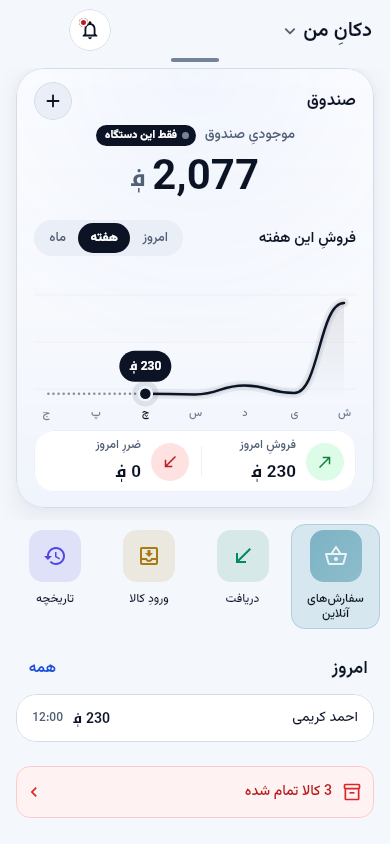 دکانِ من
صندوق
موجودیِ صندوق
فقط این دستگاه
2,077 ؋
فروشِ این هفته
امروز
هفته
ماه
230 ؋
ش
ی
د
س
چ
پ
ج
فروشِ امروز
230 ؋
ضررِ امروز
0 ؋
سفارش‌های آنلاین
دریافت
ورودِ کالا
تاریخچه
امروز
همه
احمد کریمی
230 ؋
12:00
3 کالا تمام شده